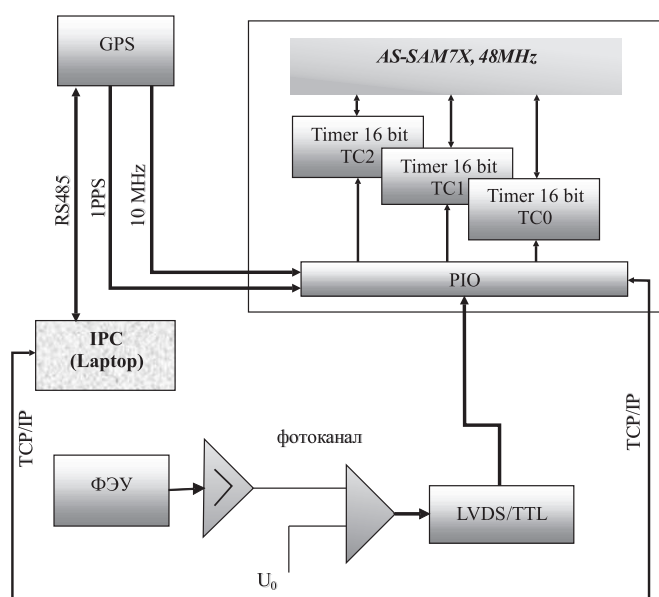 GPS
AS-SAM7X, 48MHz
Timer 16 bit
TC2
Timer 16 bit
TC1
Timer 16 bit
TC0
RS485
1PPS
10 MHz
PIO
IPC
(Laptop)
TCP/IP
TCP/IP
фотоканал
ФЭУ
LVDS/TTL
U₀